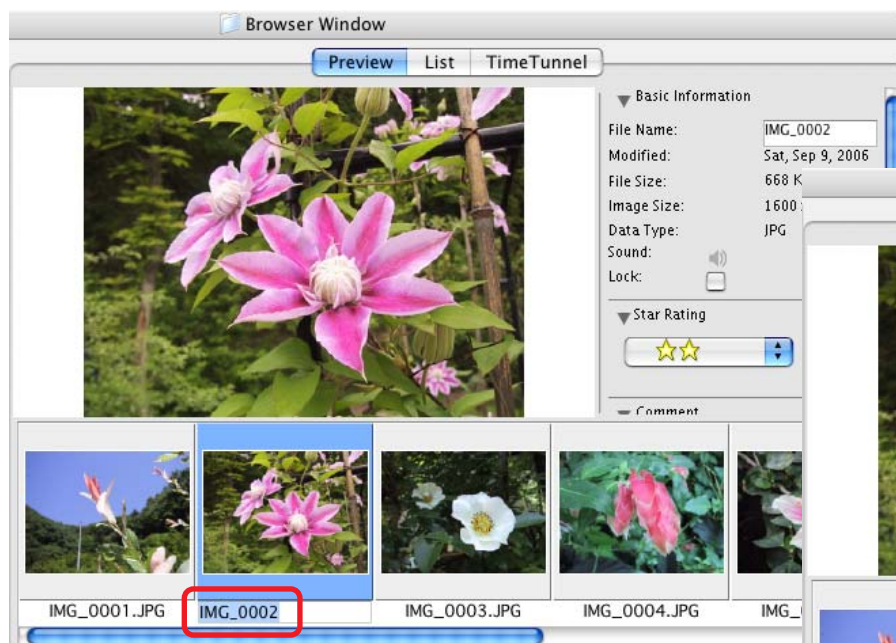 Browser Window
Preview List TimeTunnel
Basic Information
File Name: IMG_0002
Modified: Sat, Sep 9, 2006
File Size: 668 K
Image Size: 1600
Data Type: JPG
Sound:
Lock:
Star Rating
Comment
IMG_0001.JPG IMG_0002 IMG_0003.JPG IMG_0004.JPG IMG_